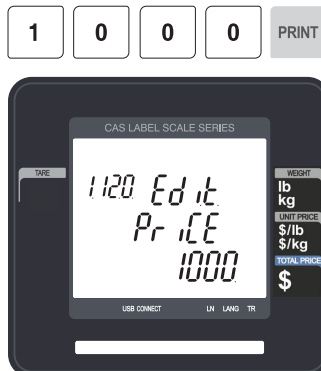 1 0 0 0 PRINT
CAS LABEL SCALE SERIES
TARE
1120 Edit
PriCE
1000
WEIGHT
lb
kg
UNIT PRICE
$/lb
$/kg
TOTAL PRICE
$
USB CONNECT LN LANG TR